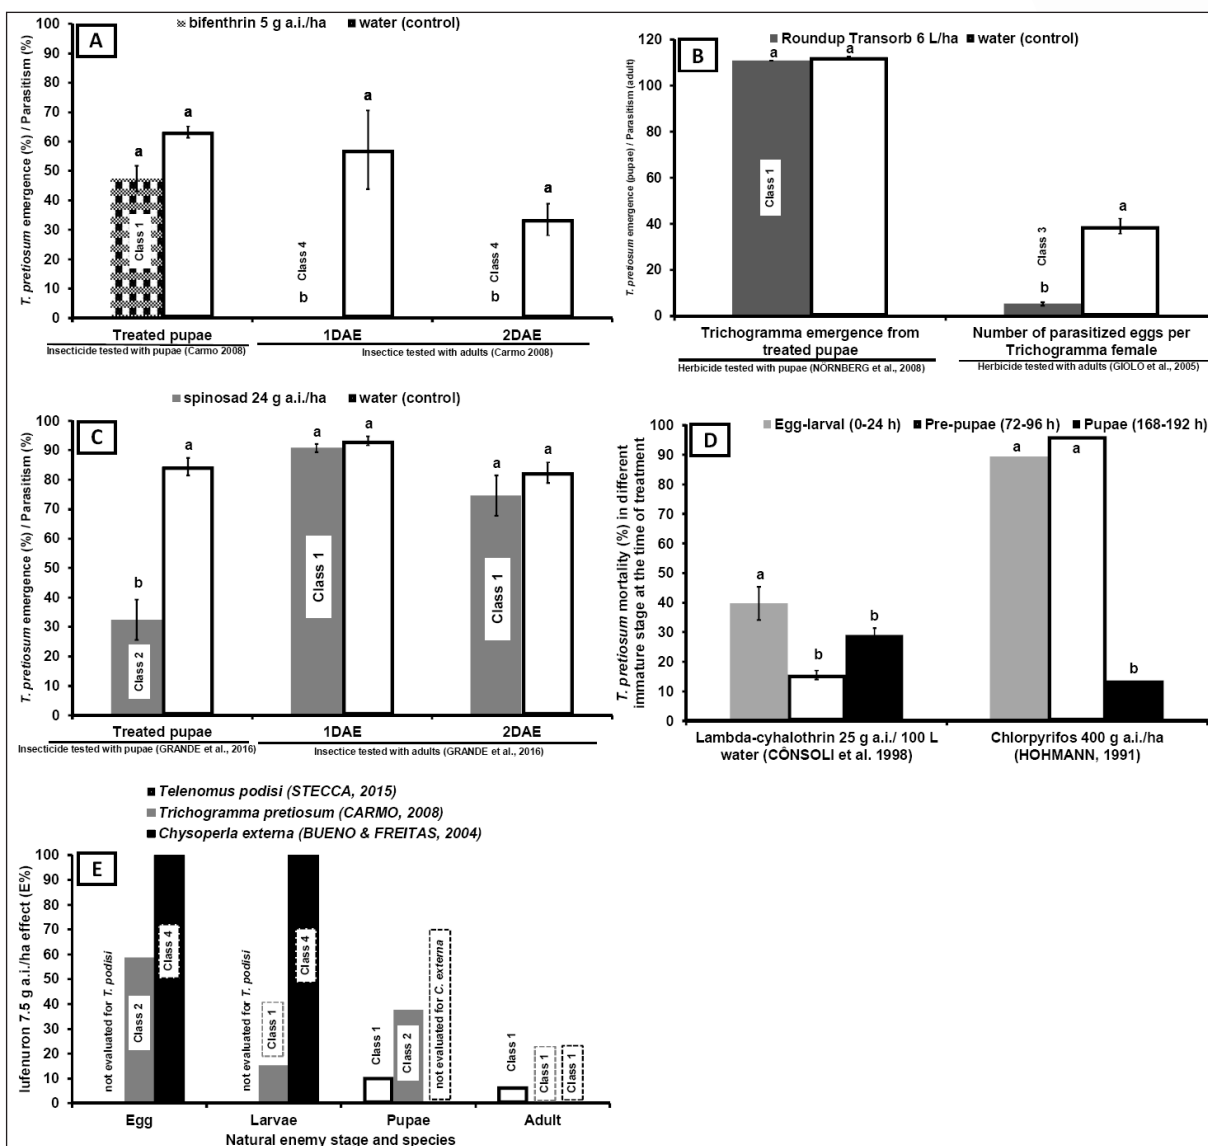 A
bifenthrin 5 g a.i./ha
water (control)
T. pretiosum emergence (%) / Parasitism (%)
100
90
80
70
60
50
40
30
20
10
0
a
a
a
a
Class 1
Class 4
b
Class 4
b
Treated pupae
1DAE
2DAE
Insecticide tested with pupae (Carmo 2008)
Insectice tested with adults (Carmo 2008)
B
Roundup Transorb 6 L/ha
water (control)
T. pretiosum emergence (pupae) / Parasitism (adult)
120
100
80
60
40
20
0
a
a
Class 1
Class 3
b
a
Trichogramma emergence from treated pupae
Number of parasitized eggs per Trichogramma female
Herbicide tested with pupae (NÖRNBERG et al., 2008)
Herbicide tested with adults (GIOLO et al., 2005)
C
spinosad 24 g a.i./ha
water (control)
T. pretiosum emergence (%) / Parasitism (%)
100
90
80
70
60
50
40
30
20
10
0
b
a
a
a
a
a
Class 2
Class 1
Class 1
Treated pupae
1DAE
2DAE
Insecticide tested with pupae (GRANDE et al., 2016)
Insectice tested with adults (GRANDE et al., 2016)
D
Egg-larval (0-24 h)
Pre-pupae (72-96 h)
Pupae (168-192 h)
T. pretiosum mortality (%) in different
immature stage at the time of treatment
100
90
80
70
60
50
40
30
20
10
0
a
b
b
a
a
b
Lambda-cyhalothrin 25 g a.i./ 100 L
water (CÔNSOLI et al. 1998)
Chlorpyrifos 400 g a.i./ha
(HOHMANN, 1991)
Telenomus podisi (STECCA, 2015)
Trichogramma pretiosum (CARMO, 2008)
Chysoperla externa (BUENO & FREITAS, 2004)
E
lufenuron 7.5 g a.i./ha effect (E%)
100
90
80
70
60
50
40
30
20
10
0
not evaluated for T. podisi
Class 2
Class 4
not evaluated for T. podisi
Class 1
Class 4
Class 1
Class 2
not evaluated for C. externa
Class 1
Class 1
Class 1
Egg
Larvae
Pupae
Adult
Natural enemy stage and species